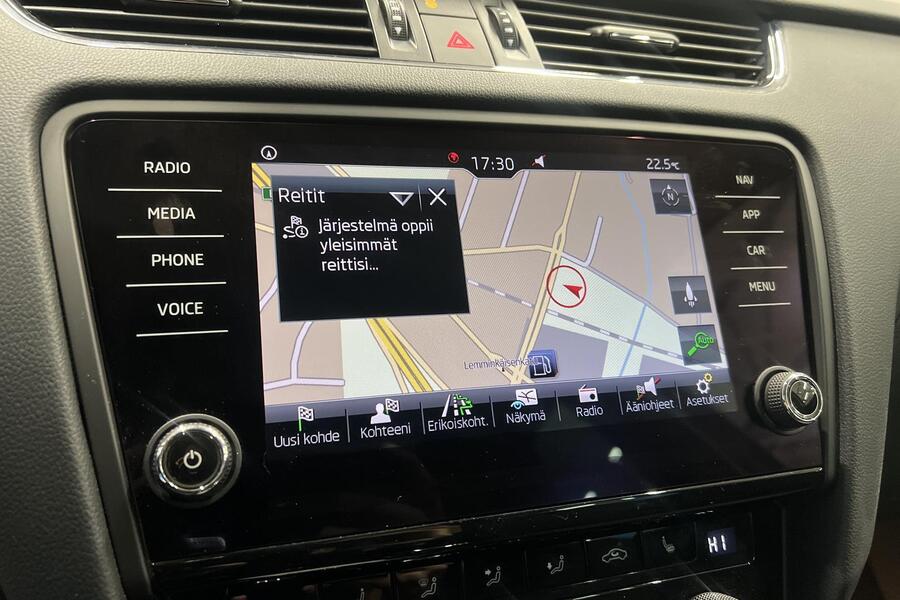 17:30
22.5°C
RADIO
MEDIA
PHONE
VOICE
Reitit
Järjestelmä oppii
yleisimmät
reittisi...
N
Auto
NAV
APP
CAR
MENU
Uusi kohde
Kohteeni
Erikoiskoht.
Näkymä
Radio
Ääniohjeet
Asetukset
HI